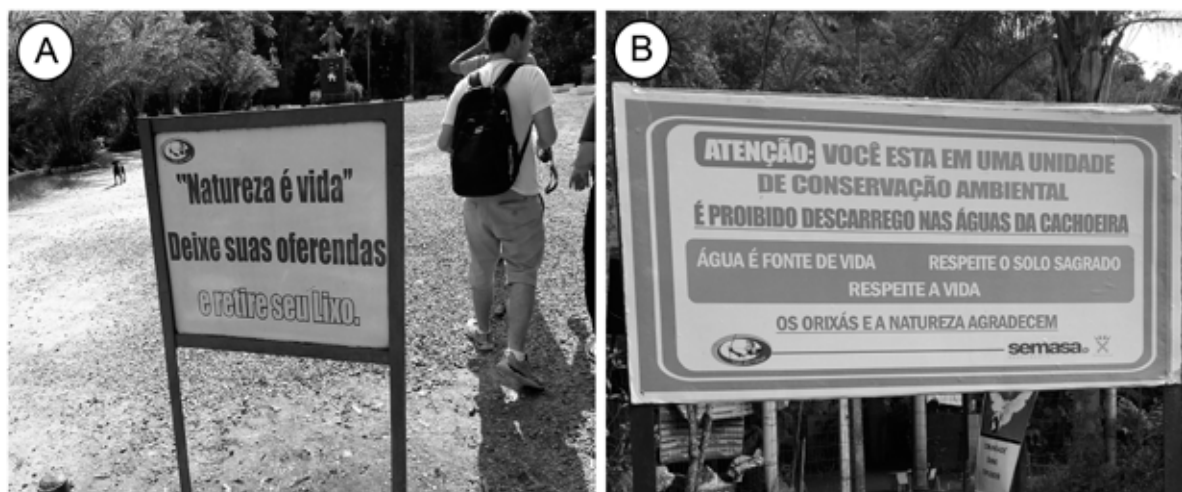 A
"Natureza é vida"
Deixe suas oferendas
e retire seu Lixo.
B
ATENÇÃO: VOCÊ ESTA EM UMA UNIDADE
DE CONSERVAÇÃO AMBIENTAL
É PROIBIDO DESCARREGO NAS ÁGUAS DA CACHOEIRA
ÁGUA É FONTE DE VIDA RESPEITE O SOLO SAGRADO
RESPEITE A VIDA
OS ORIXÁS E A NATUREZA AGRADECEM
semasa